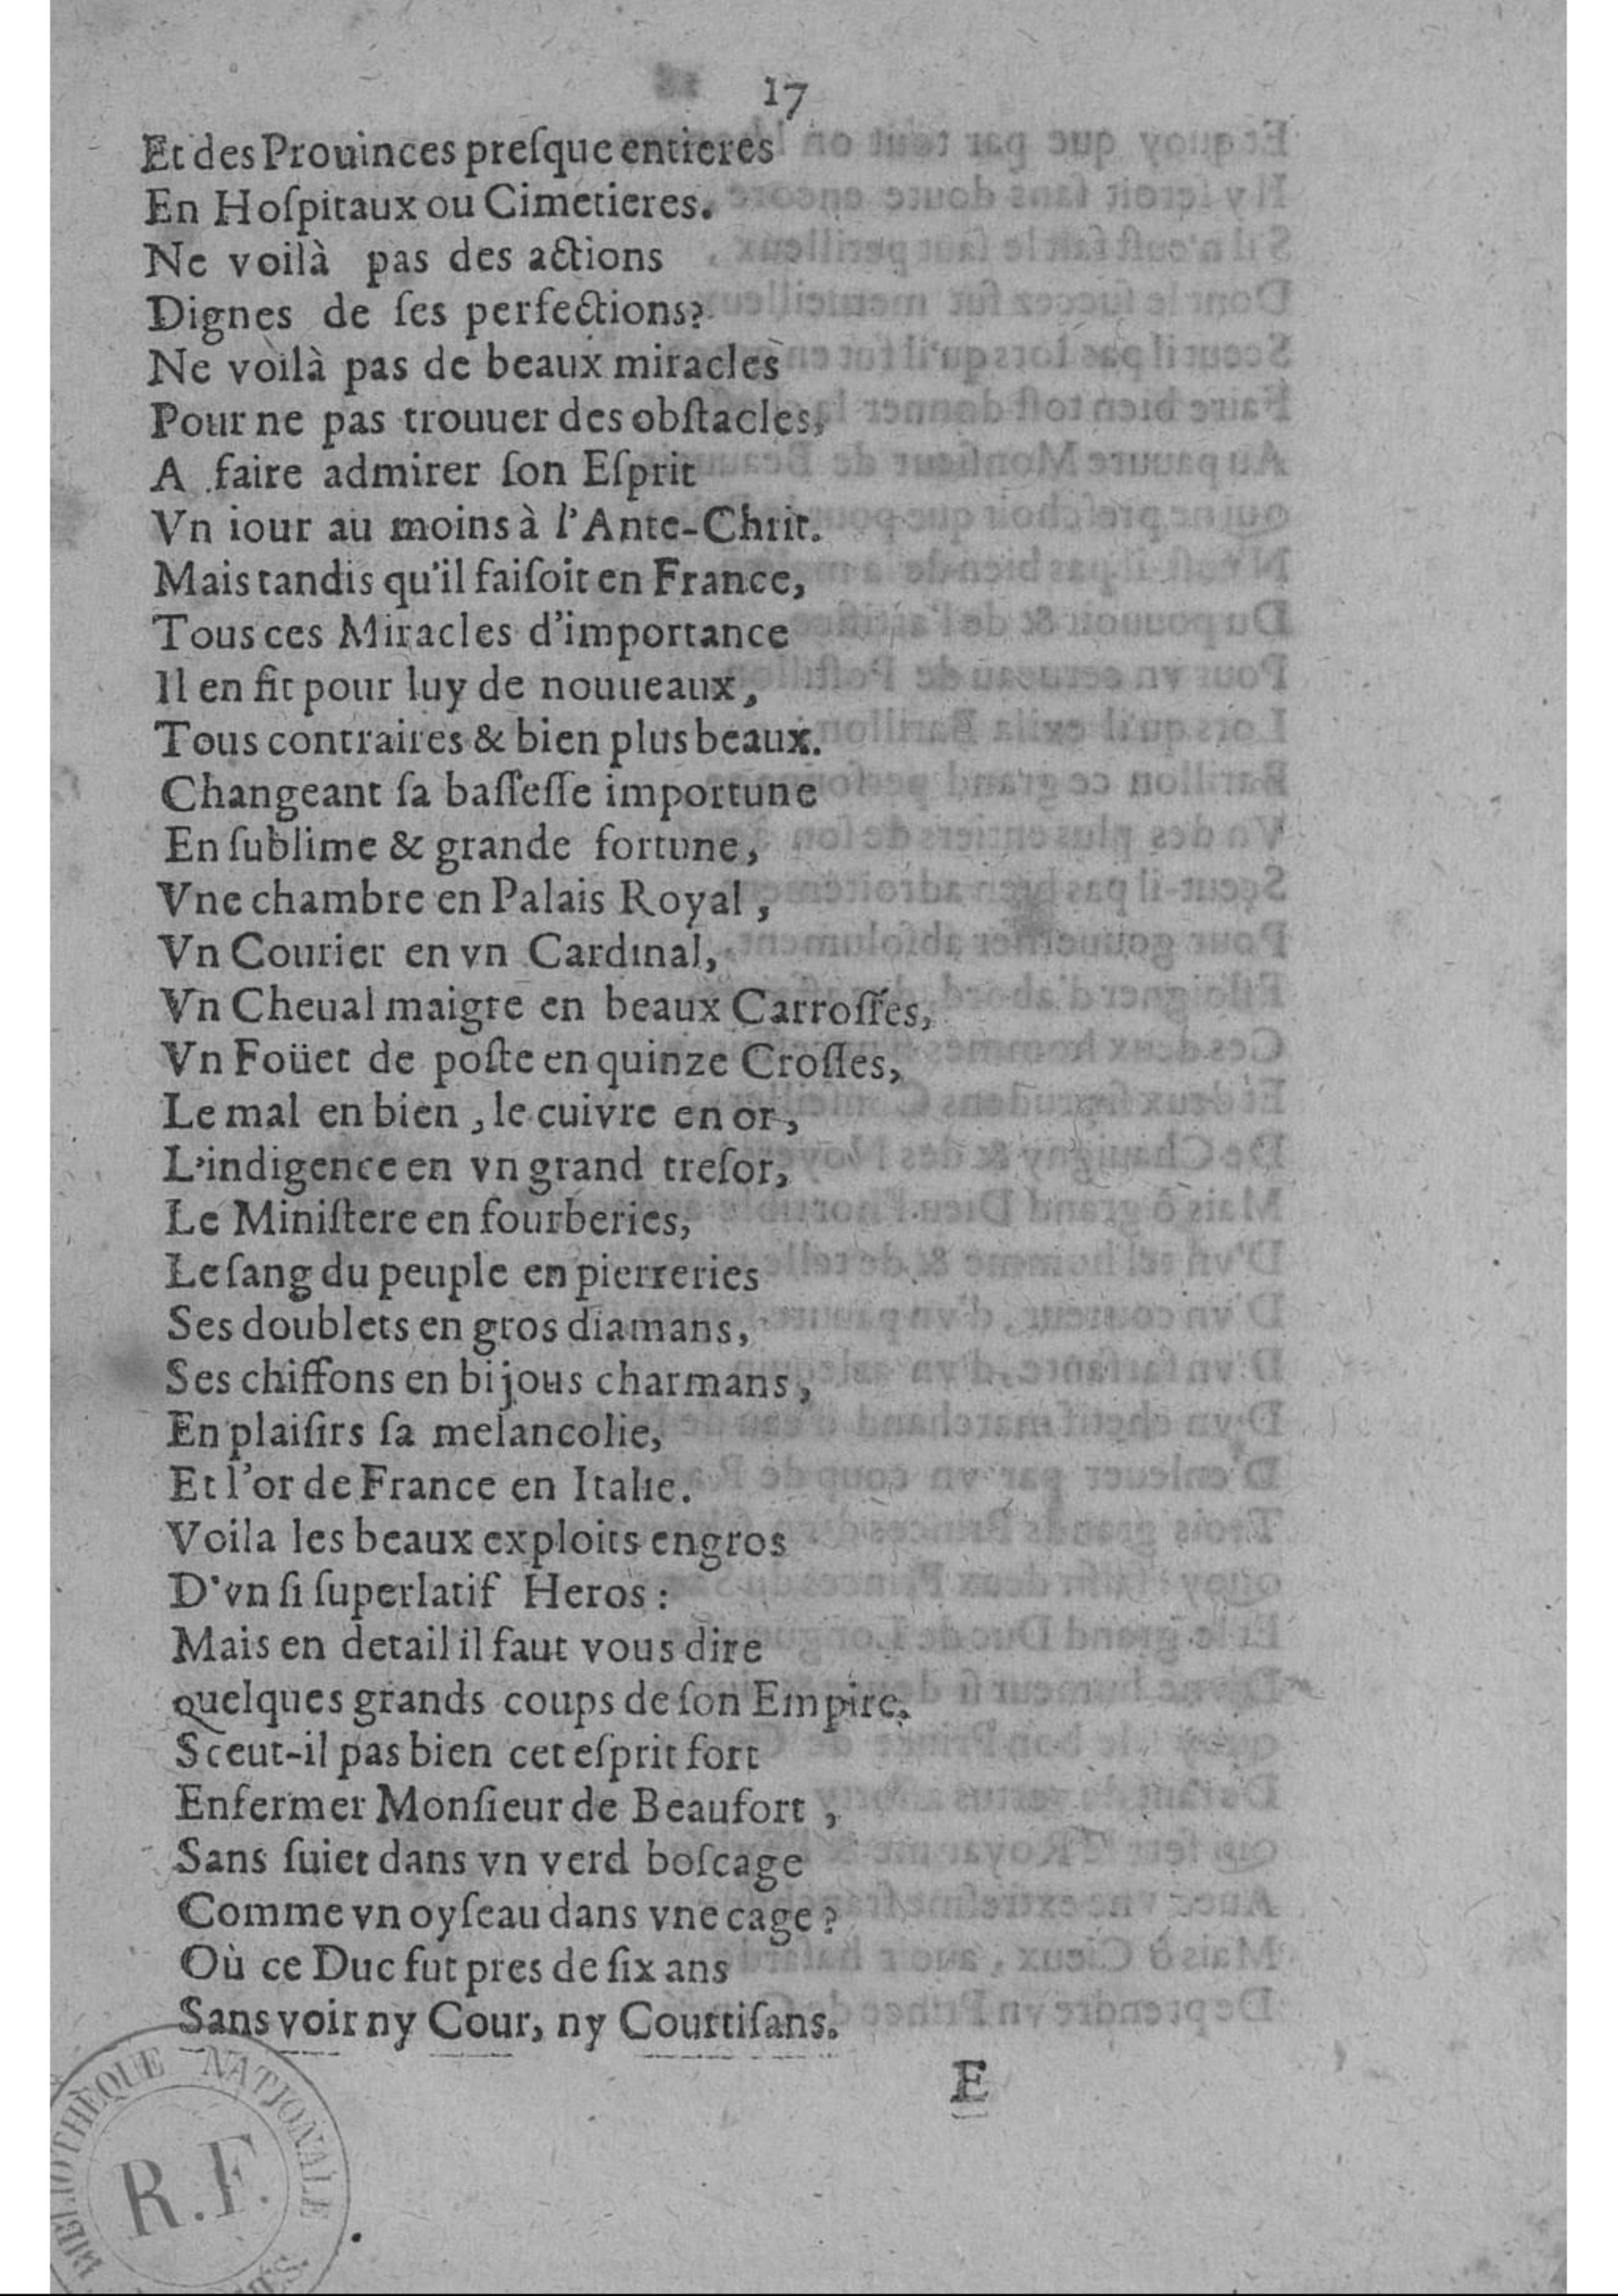 17
Et des Prouinces preſque entieres
En Hoſpitaux ou Cimetieres.
Ne voilà pas des actions
Dignes de ſes perfections?
Ne voilà pas de beaux miracles
Pour ne pas trouuer des obſtacles,
A faire admirer ſon Eſprit
Vn iour au moins à l'Ante-Chrit.
Mais tandis qu'il faiſoit en France,
Tous ces Miracles d'importance
Il en fit pour luy de nouueaux,
Tous contraires & bien plus beaux.
Changeant ſa baſſeſſe importune
En ſublime & grande fortune,
Vne chambre en Palais Royal,
Vn Courier en vn Cardinal,
Vn Cheual maigre en beaux Carroſſes,
Vn Foüet de poſte en quinze Croſſes,
Le mal en bien, le cuivre en or,
L'indigence en vn grand treſor,
Le Miniſtere en fourberies,
Le ſang du peuple en pierreries
Ses doublets en gros diamans,
Ses chiffons en bijous charmans,
En plaiſirs ſa melancolie,
Et l'or de France en Italie.
Voila les beaux exploits en gros
D'vn ſi ſuperlatif Heros :
Mais en detail il faut vous dire
quelques grands coups de ſon Empire.
Sceut-il pas bien cet eſprit fort
Enfermer Monſieur de Beaufort,
Sans ſuiet dans vn verd boſcage
Comme vn oyſeau dans vne cage?
Où ce Duc fut pres de ſix ans
Sans voir ny Cour, ny Courtiſans.
E
BIBLIOTHÈQUE NATIONALE
R.F.